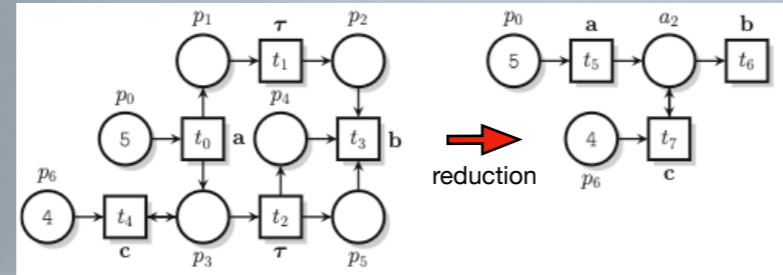 p₁ τ p₂
t₁
p₀ p₄
5 t₀ a t₃ b
p₆
4 t₄ t₂
c p₃ τ p₅
reduction
p₀ a a₂ b
5 t₅ t₆
4 t₇
p₆ c